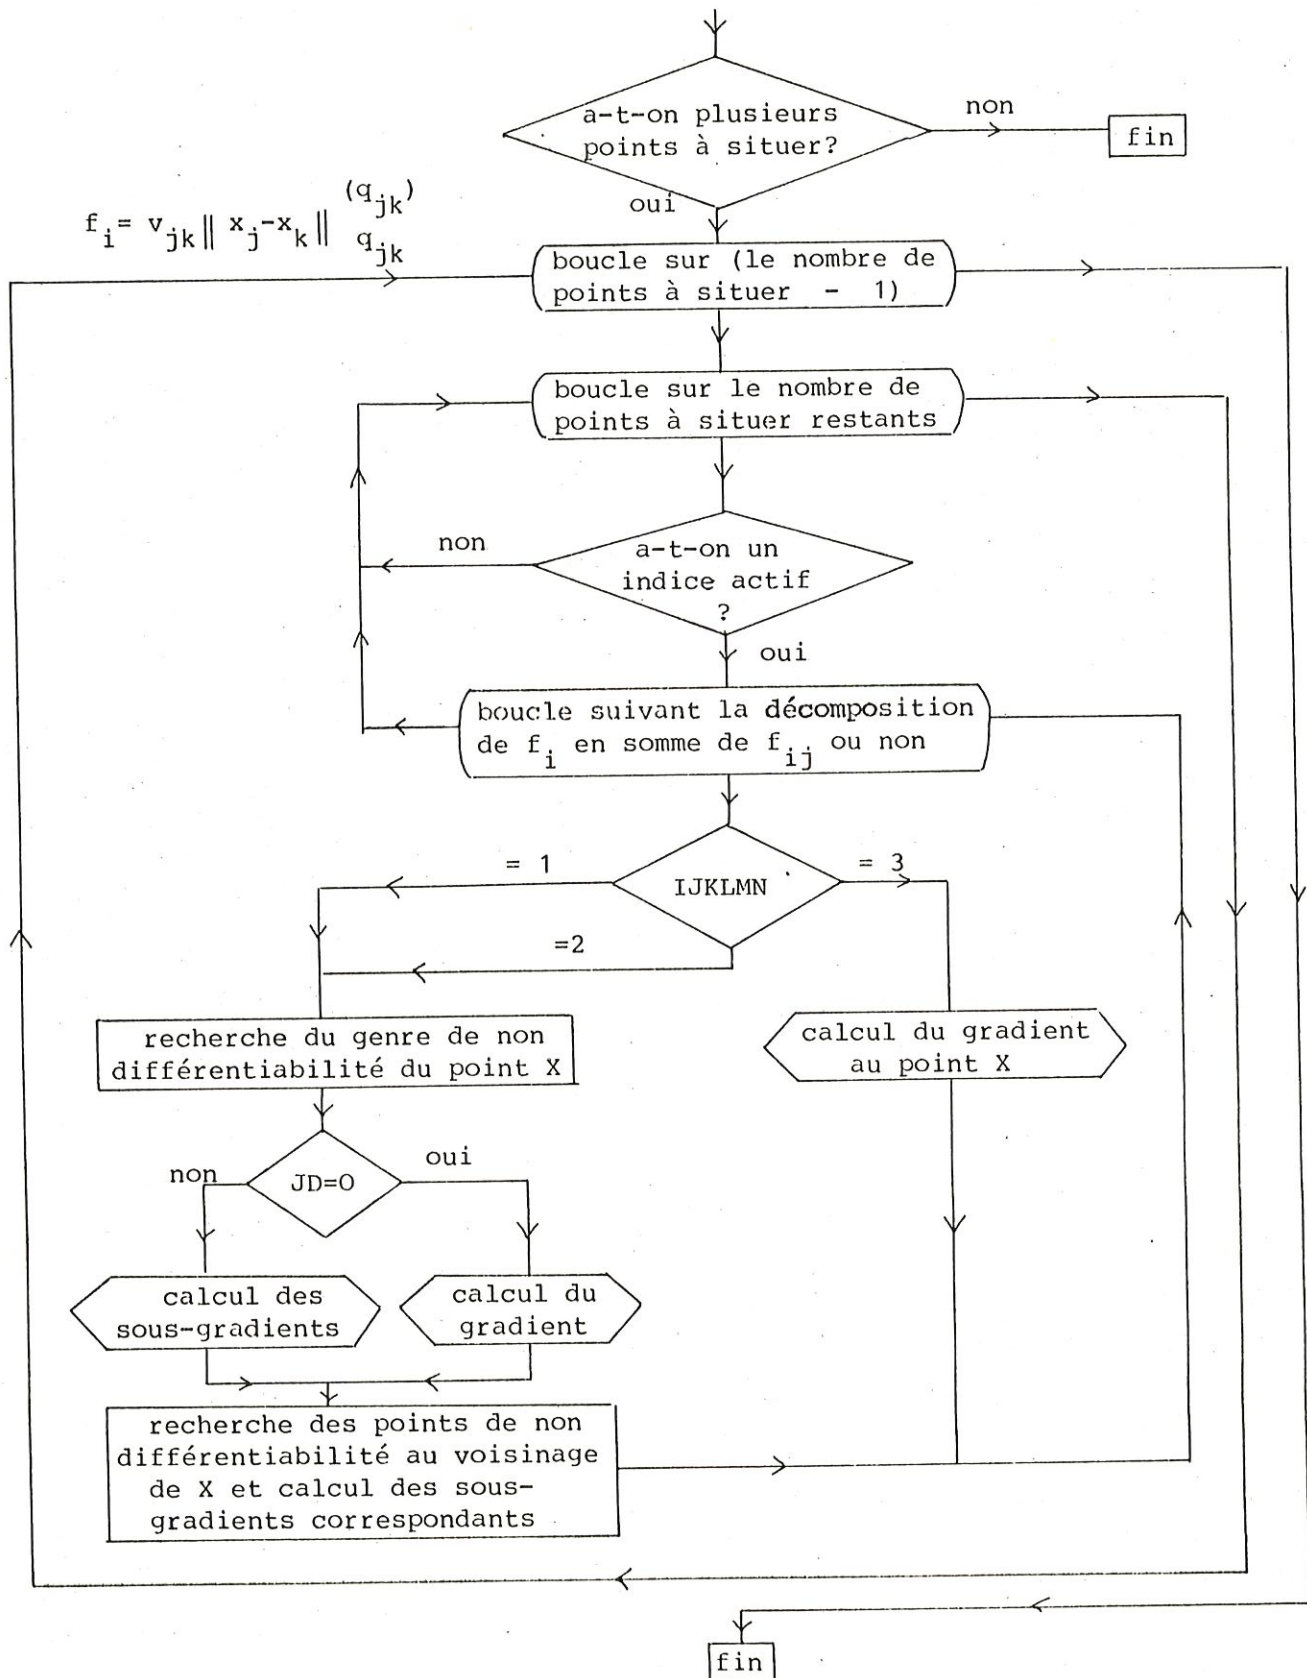 a-t-on plusieurs
points à situer?
non
fin
oui
(q_jk)
f_i = v_jk ‖ x_j-x_k ‖ q_jk
boucle sur (le nombre de
points à situer - 1)
boucle sur le nombre de
points à situer restants
non
a-t-on un
indice actif
?
oui
boucle suivant la décomposition
de f_i en somme de f_ij ou non
= 1
IJKLMN
= 3
=2
recherche du genre de non
différentiabilité du point X
calcul du gradient
au point X
non
JD=O
oui
calcul des
sous-gradients
calcul du
gradient
recherche des points de non
différentiabilité au voisinage
de X et calcul des sous-
gradients correspondants
fin